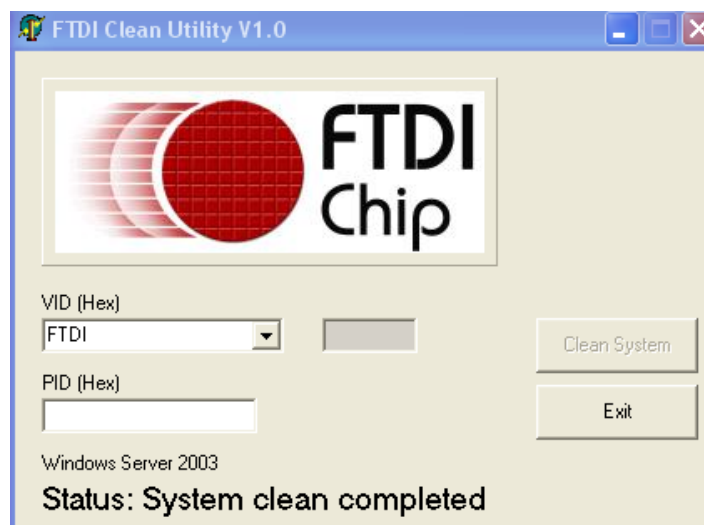 FTDI Clean Utility V1.0
FTDI
Chip
VID (Hex)
FTDI
Clean System
PID (Hex)
Exit
Windows Server 2003
Status: System clean completed